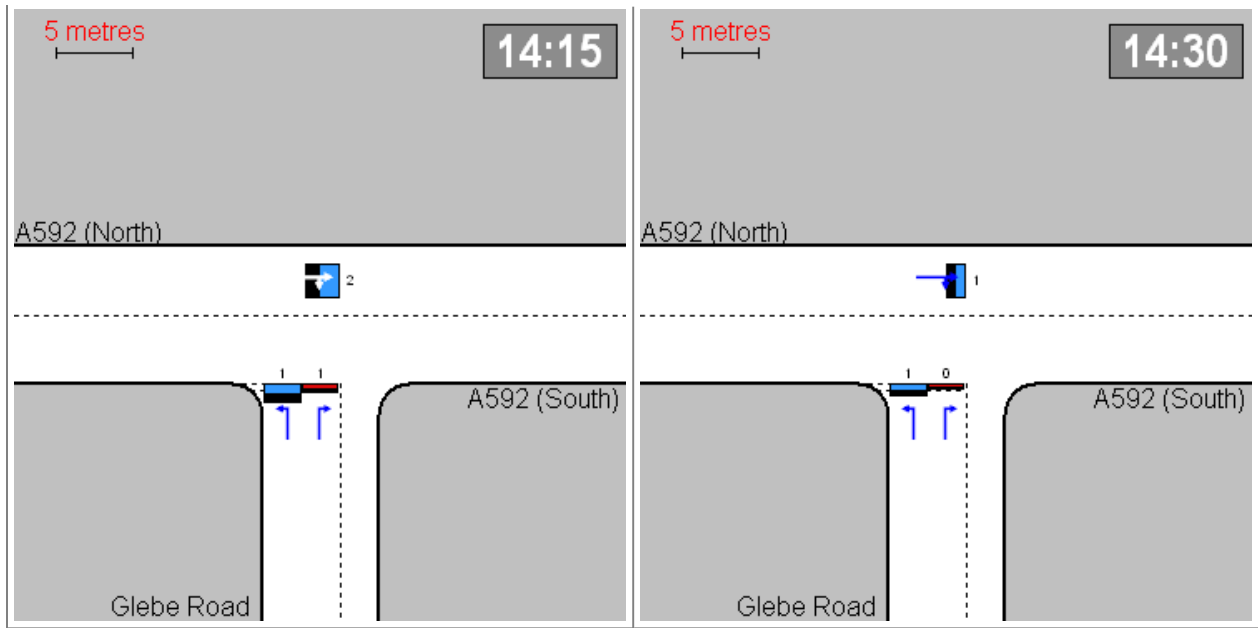 5 metres
14:15
A592 (North)
2
1 1
A592 (South)
Glebe Road
5 metres
14:30
A592 (North)
1
1 0
A592 (South)
Glebe Road